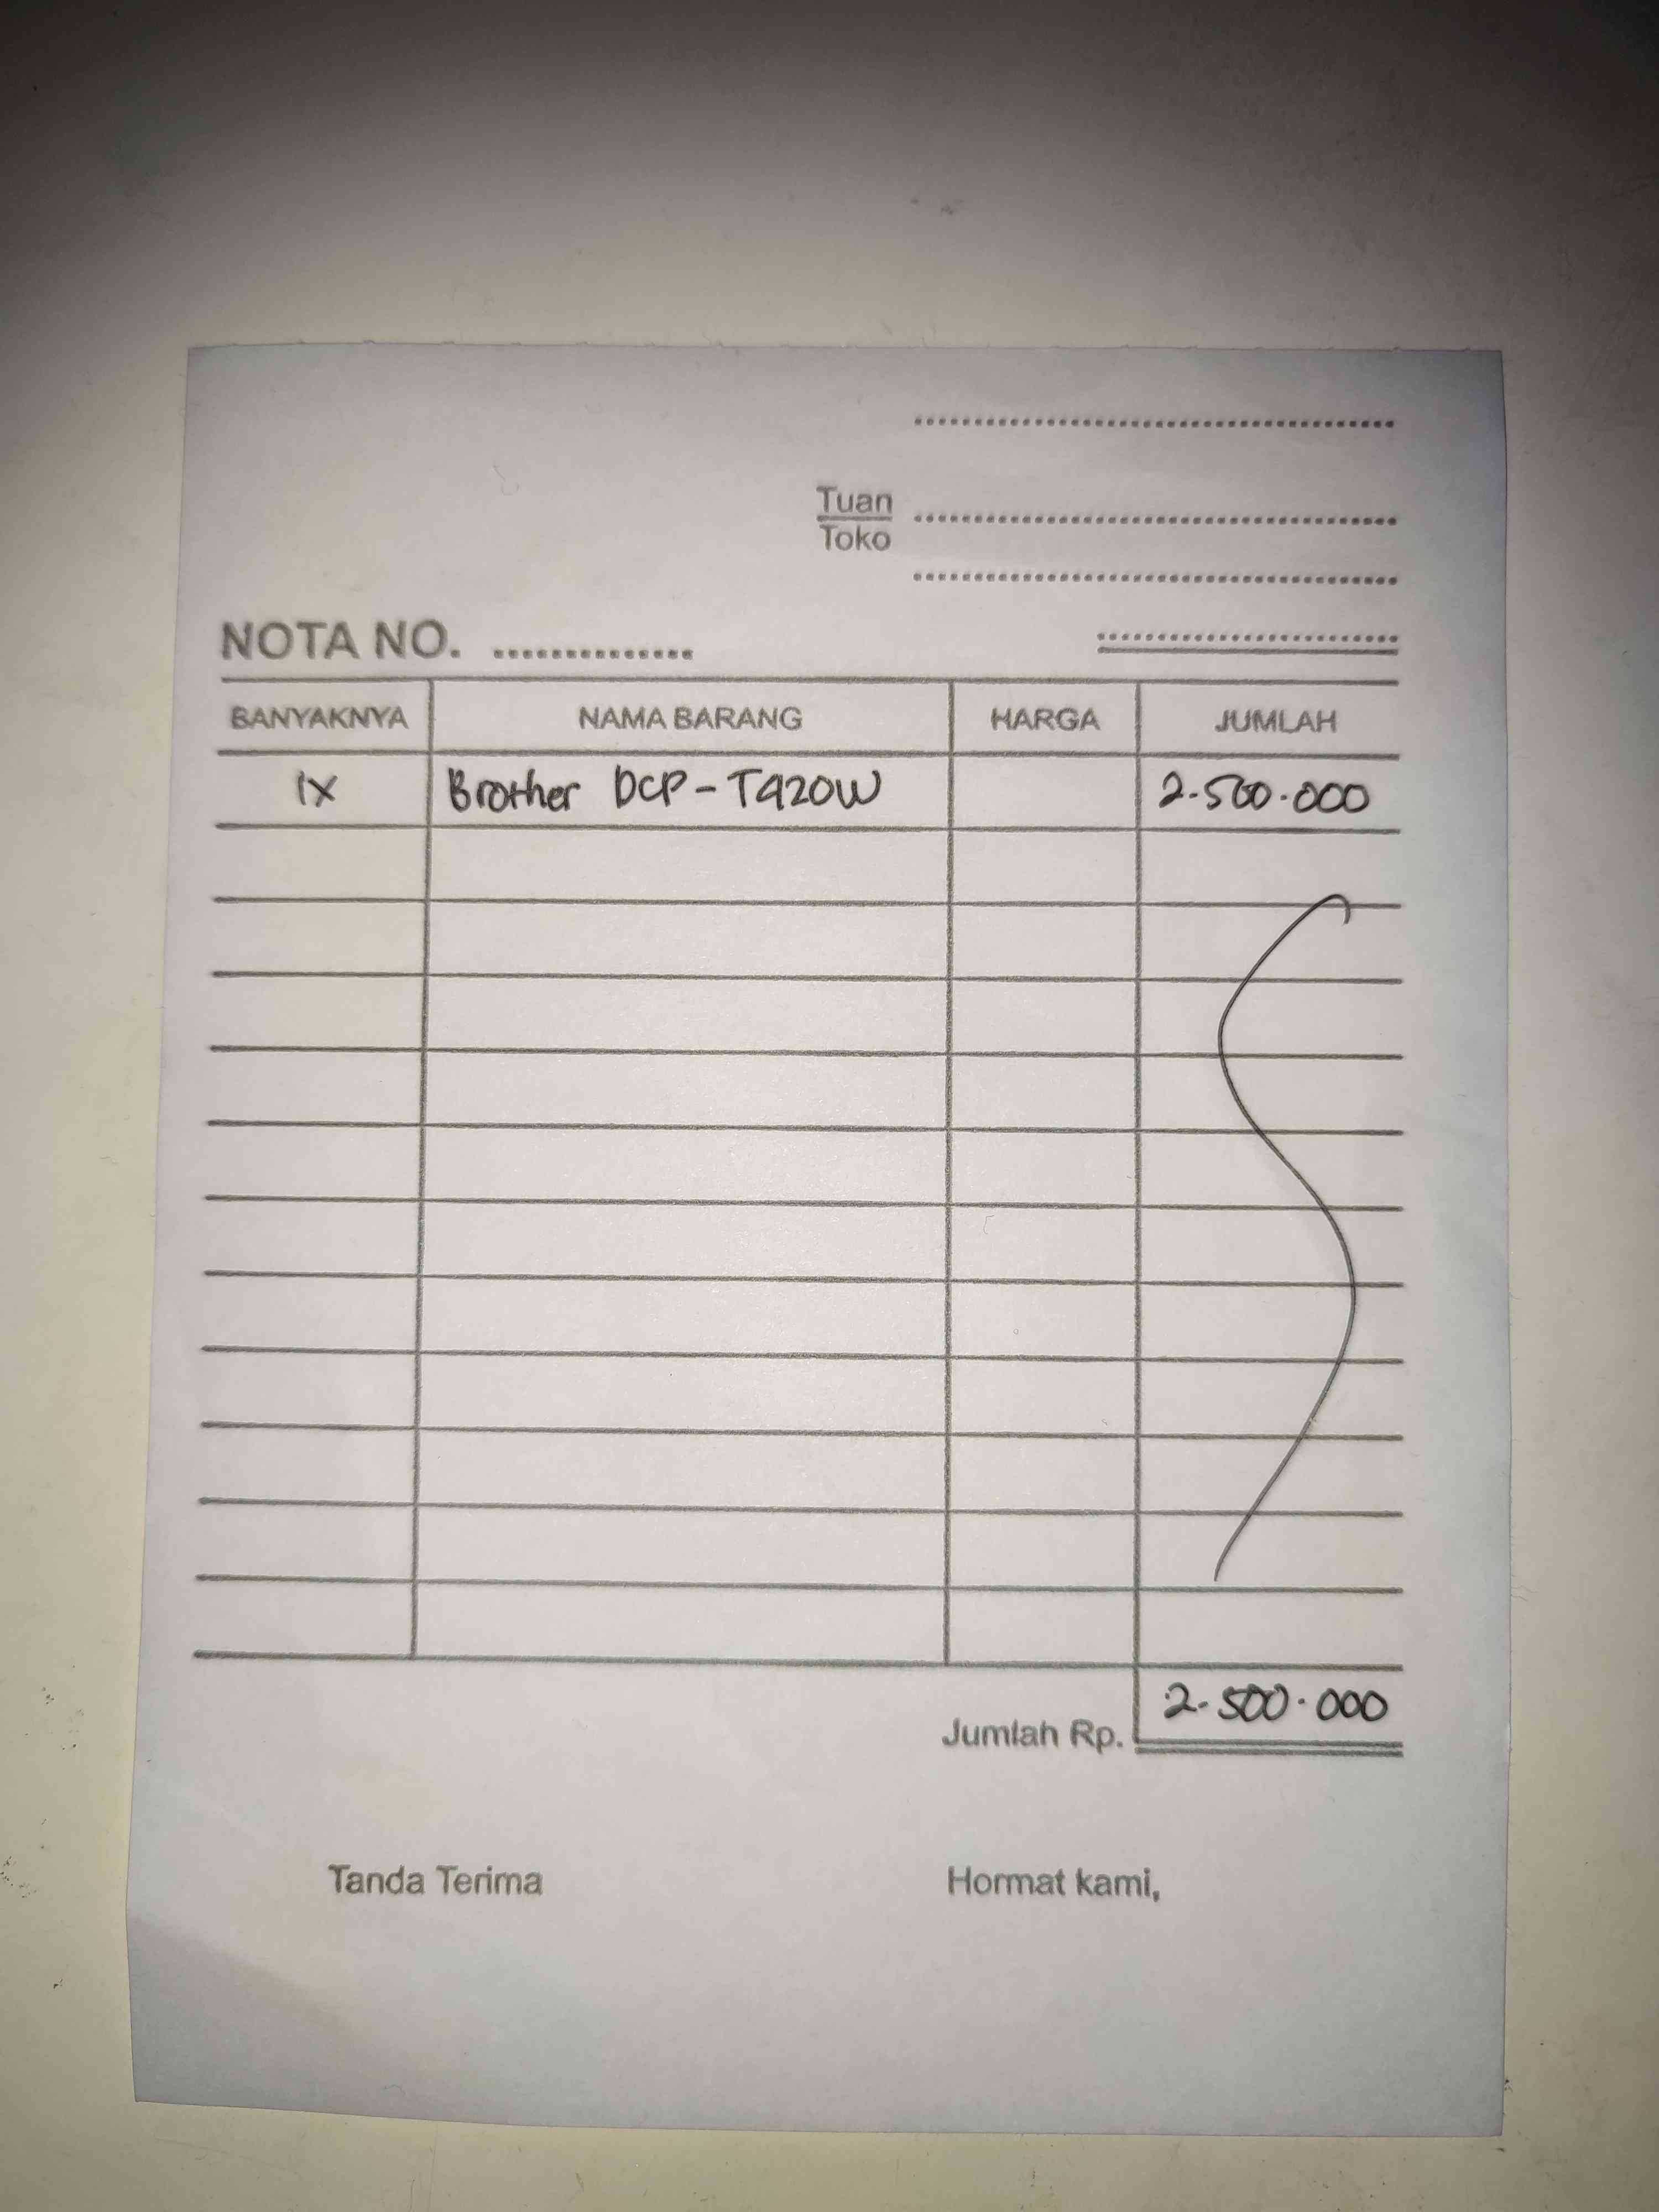 Tuan
Toko
NOTA NO.
BANYAKNYA NAMA BARANG HARGA JUMLAH
1X Brother DCP-T420W 2.500.000
Jumlah Rp. 2.500.000
Tanda Terima Hormat kami,